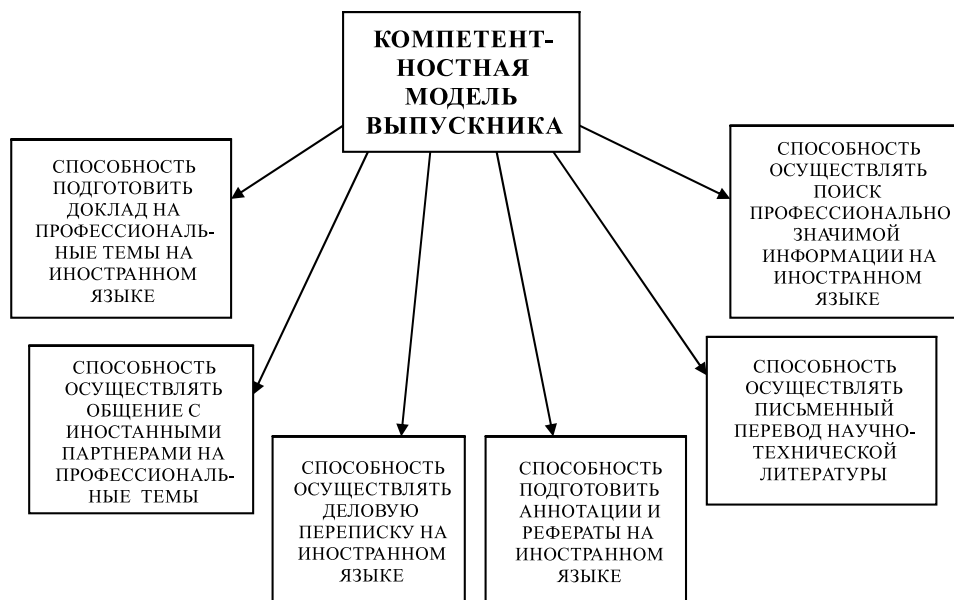 КОМПЕТЕНТ-
НОСТНАЯ
МОДЕЛЬ
ВЫПУСКНИКА
СПОСОБНОСТЬ
ПОДГОТОВИТЬ
ДОКЛАД НА
ПРОФЕССИОНАЛЬ-
НЫЕ ТЕМЫ НА
ИНОСТРАННОМ
ЯЗЫКЕ
СПОСОБНОСТЬ
ОСУЩЕСТВЛЯТЬ
ОБЩЕНИЕ С
ИНОСТАННЫМИ
ПАРТНЕРАМИ НА
ПРОФЕССИОНАЛЬ-
НЫЕ ТЕМЫ
СПОСОБНОСТЬ
ОСУЩЕСТВЛЯТЬ
ДЕЛОВУЮ
ПЕРЕПИСКУ НА
ИНОСТРАННОМ
ЯЗЫКЕ
СПОСОБНОСТЬ
ПОДГОТОВИТЬ
АННОТАЦИИ И
РЕФЕРАТЫ НА
ИНОСТРАННОМ
ЯЗЫКЕ
СПОСОБНОСТЬ
ОСУЩЕСТВЛЯТЬ
ПИСЬМЕННЫЙ
ПЕРЕВОД НАУЧНО-
ТЕХНИЧЕСКОЙ
ЛИТЕРАТУРЫ
СПОСОБНОСТЬ
ОСУЩЕСТВЛЯТЬ
ПОИСК
ПРОФЕССИОНАЛЬНО
ЗНАЧИМОЙ
ИНФОРМАЦИИ НА
ИНОСТРАННОМ
ЯЗЫКЕ